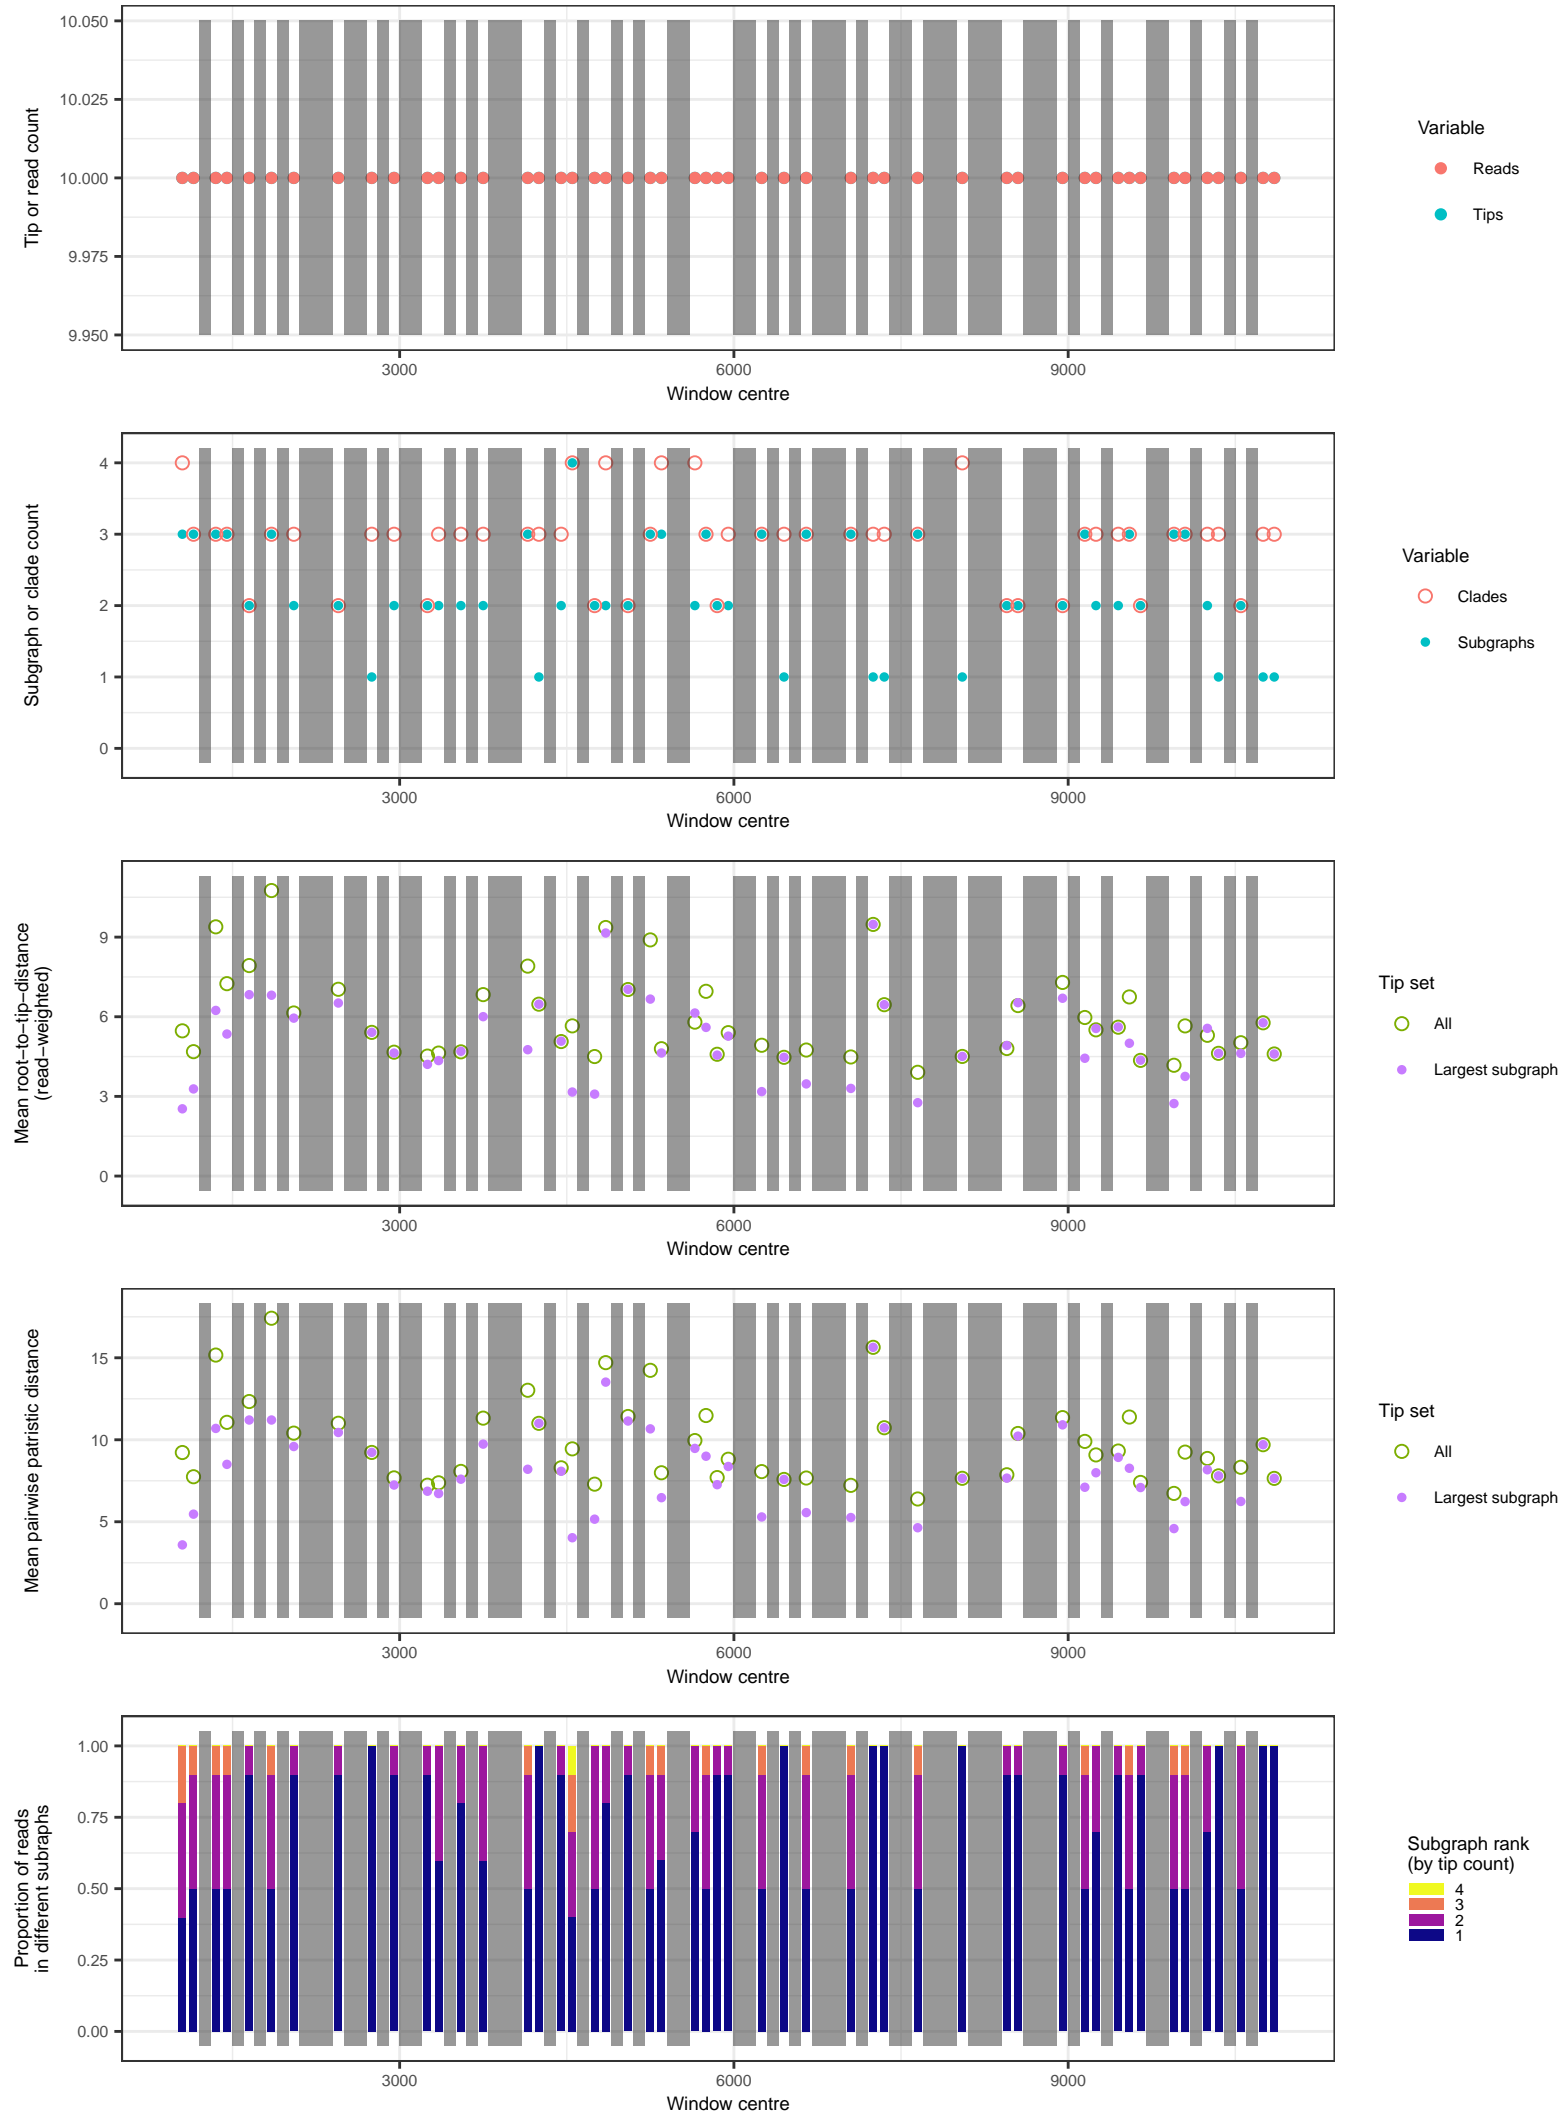 10.050
10.025
10.000
9.975
9.950
Tip or read count
3000
6000
9000
Window centre
Variable
Reads
Tips
4
3
2
1
0
Subgraph or clade count
3000
6000
9000
Window centre
Variable
Clades
Subgraphs
9
6
3
0
Mean root−to−tip−distance
(read−weighted)
3000
6000
9000
Window centre
Tip set
All
Largest subgraph
15
10
5
0
Mean pairwise patristic distance
3000
6000
9000
Window centre
Tip set
All
Largest subgraph
1.00
0.75
0.50
0.25
0.00
Proportion of reads
in different subraphs
3000
6000
9000
Window centre
Subgraph rank
(by tip count)
4
3
2
1